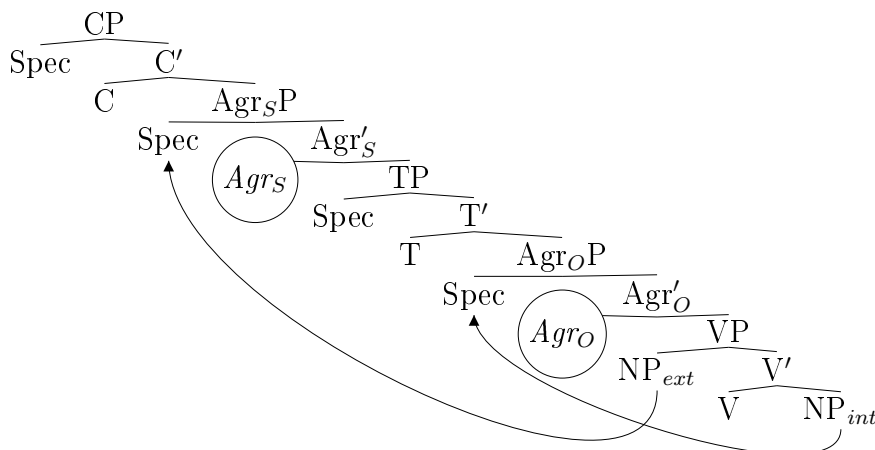 CP
Spec C′
C Agr_SP
Spec Agr′_S
Agr_S TP
Spec T′
T Agr_OP
Spec Agr′_O
Agr_O VP
NP_ext V′
V NP_int